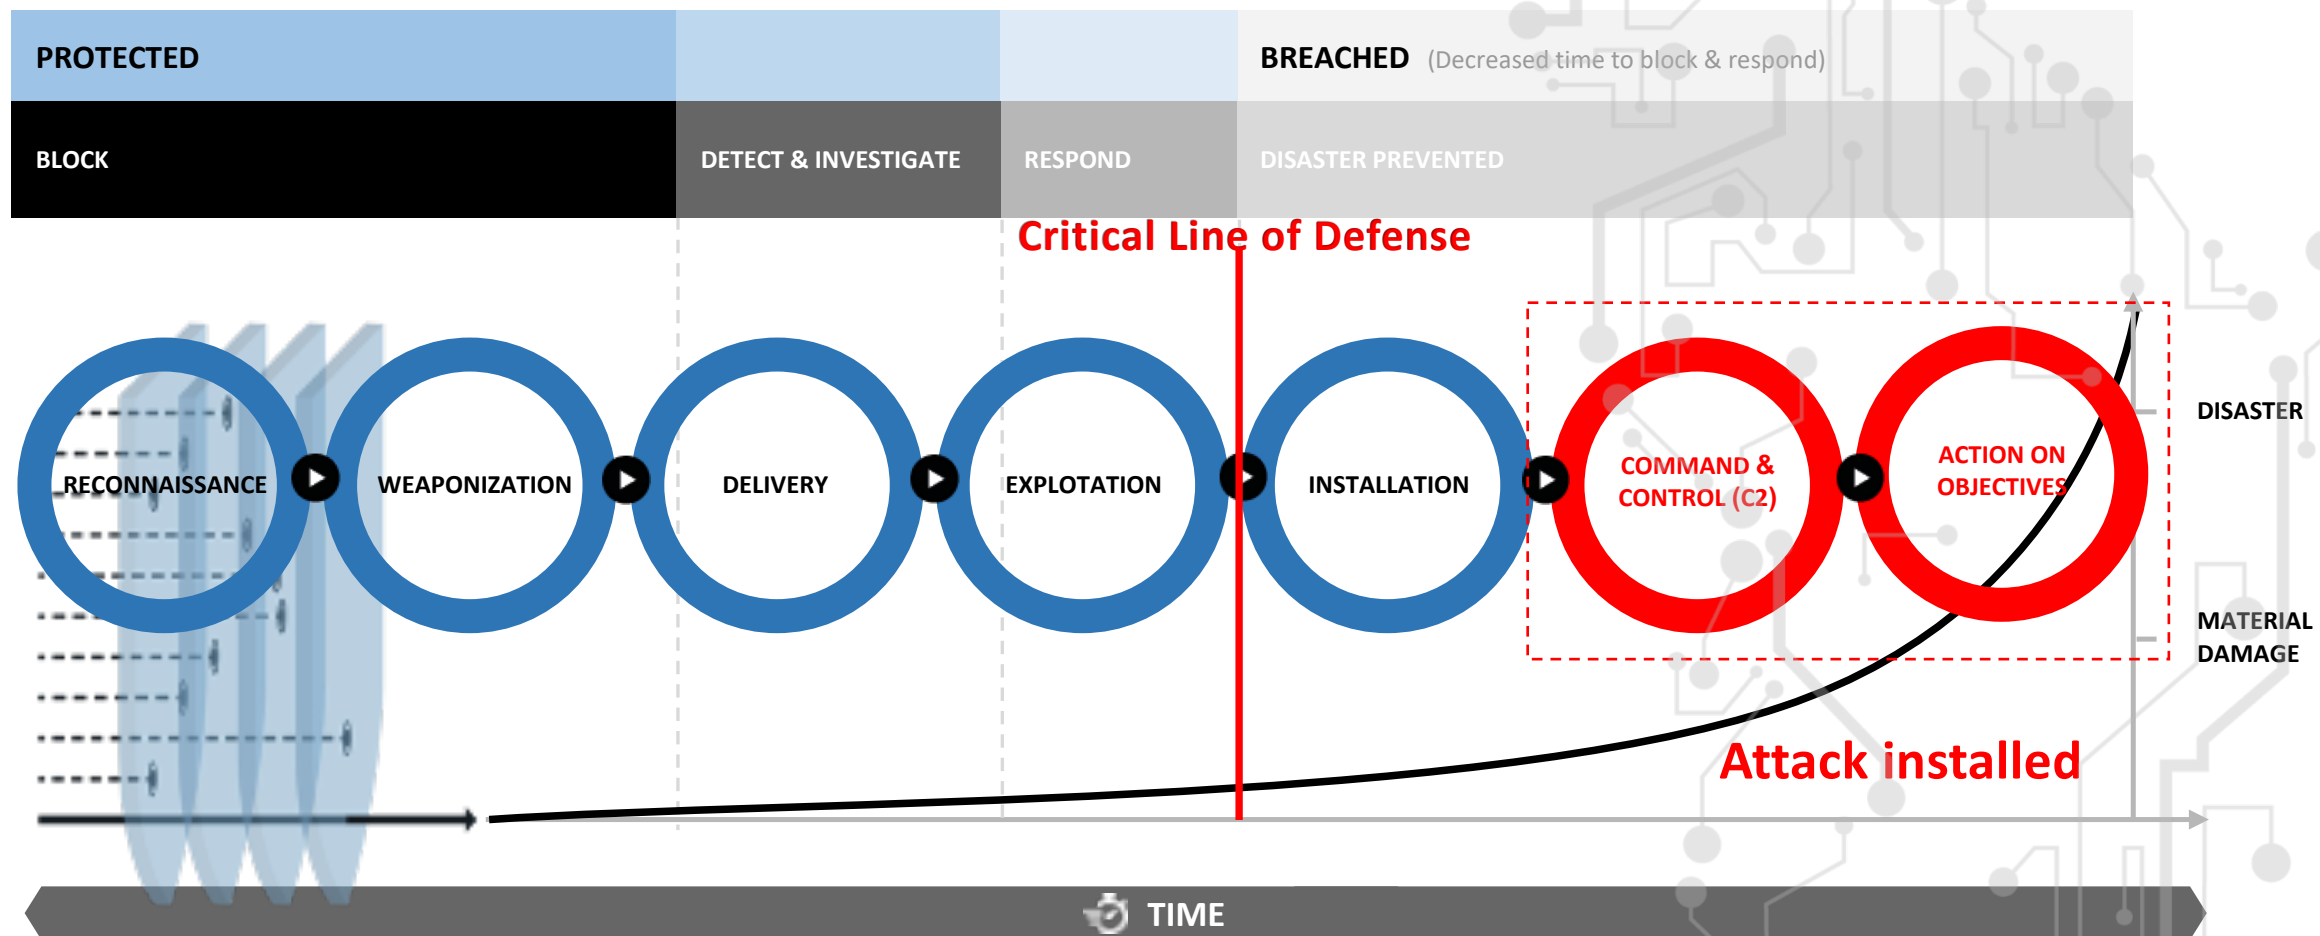 PROTECTED
BREACHED (Decreased time to block & respond)
BLOCK
DETECT & INVESTIGATE
RESPOND
DISASTER PREVENTED
Critical Line of Defense
RECONNAISSANCE
WEAPONIZATION
DELIVERY
EXPLOTATION
INSTALLATION
COMMAND &
CONTROL (C2)
ACTION ON
OBJECTIVES
DISASTER
MATERIAL
DAMAGE
Attack installed
TIME